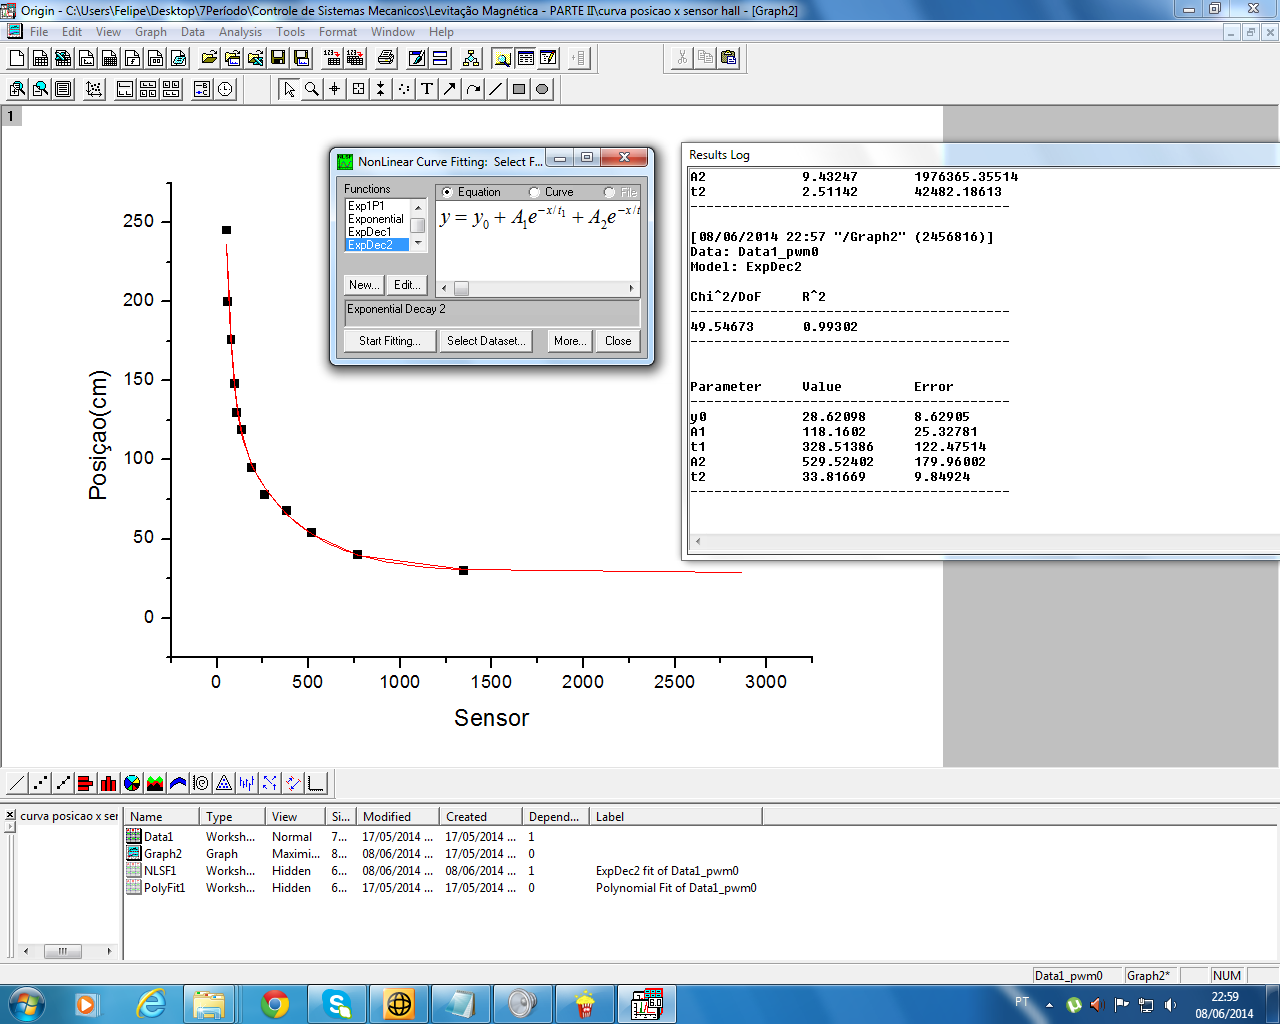 Origin - C:\Users\Felipe\Desktop\7Período\Controle de Sistemas Mecanicos\Levitação Magnética - PARTE II\curva posicao x sensor hall - [Graph2]
File Edit View Graph Data Analysis Tools Format Window Help
1
NonLinear Curve Fitting: Select F...
Functions
Exp1P1
Exponential
ExpDec1
ExpDec2
Equation Curve File
y = y0 + A1e^-x/t1 + A2e^-x/t
New... Edit...
Exponential Decay 2
Start Fitting... Select Dataset... More... Close
Results Log
A2 9.43247 1976365.35514
t2 2.51142 42482.18613
[08/06/2014 22:57 "/Graph2" (2456816)]
Data: Data1_pwm0
Model: ExpDec2
Chi^2/DoF R^2
49.54673 0.99302
Parameter Value Error
y0 28.62098 8.62905
A1 118.1602 25.32781
t1 328.51386 122.47514
A2 529.52402 179.96002
t2 33.81669 9.84924
250
200
150
100
50
0
Posiçao(cm)
0 500 1000 1500 2000 2500 3000
Sensor
curva posicao x ser
Name Type View Si... Modified Created Depend... Label
Data1 Worksh... Normal 7... 17/05/2014 ... 17/05/2014 ... 1
Graph2 Graph Maximi... 8... 08/06/2014 ... 17/05/2014 ... 0
NLSF1 Worksh... Hidden 6... 08/06/2014 ... 08/06/2014 ... 1 ExpDec2 fit of Data1_pwm0
PolyFit1 Worksh... Hidden 6... 17/05/2014 ... 17/05/2014 ... 0 Polynomial Fit of Data1_pwm0
Data1_pwm0 Graph2* NUM
PT
22:59
08/06/2014